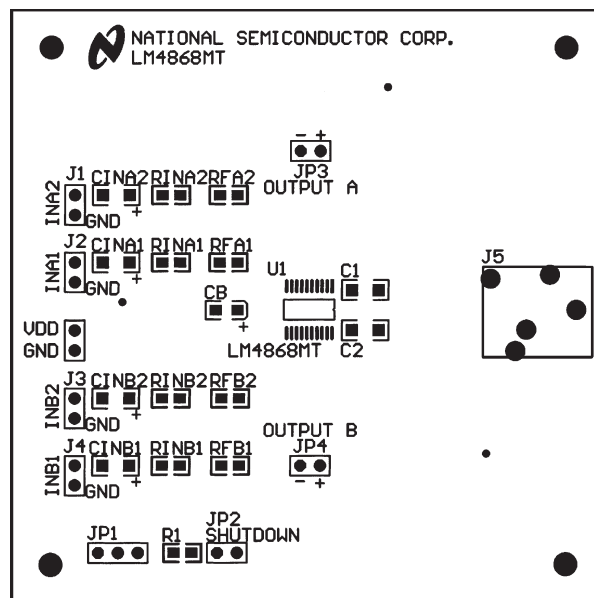 NATIONAL SEMICONDUCTOR CORP.
LM4868MT
- +
JP3
OUTPUT A
J1 CINA2 RINA2 RFA2
INA2
GND +
J2 CINA1 RINA1 RFA1
INA1
GND +
U1
C1
J5
CB
+
VDD
GND
LM4868MT
C2
J3 CINB2 RINB2 RFB2
INB2
GND +
OUTPUT B
J4 CINB1 RINB1 RFB1
JP4
INB1
GND +
- +
JP1
R1
JP2
SHUTDOWN